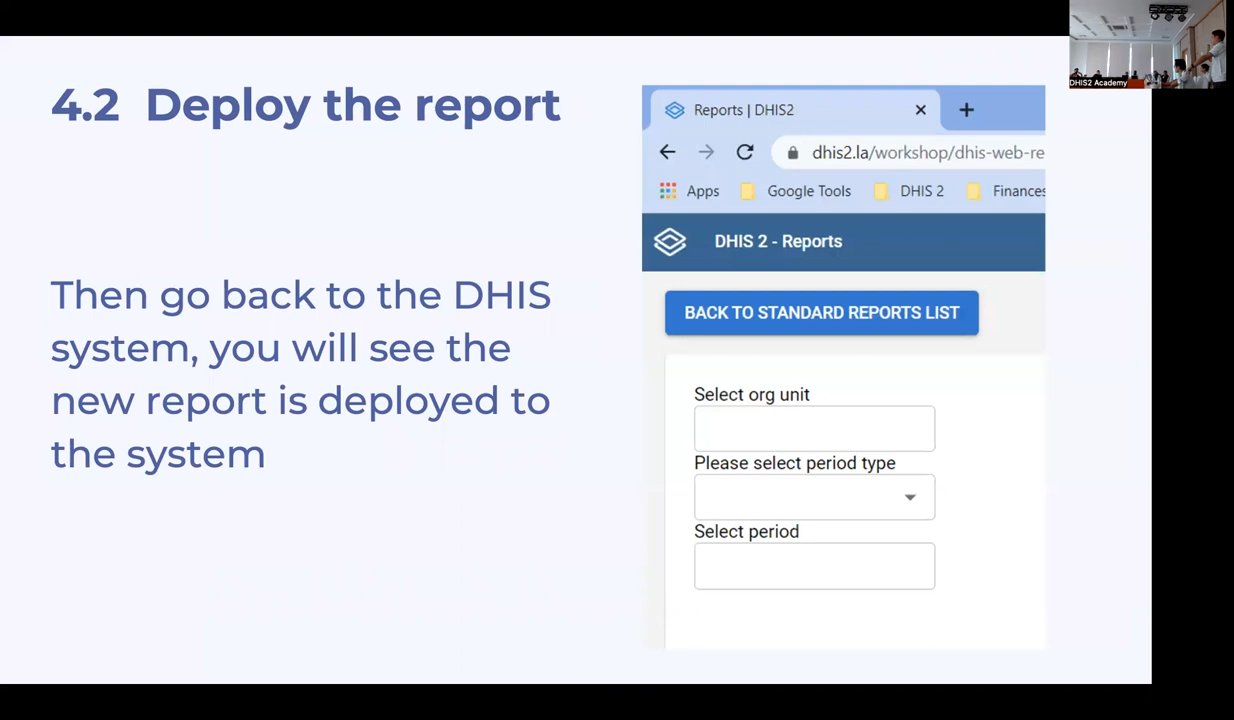 4.2 Deploy the report
Then go back to the DHIS
system, you will see the
new report is deployed to
the system
Reports | DHIS2
dhis2.la/workshop/dhis-web-re
Apps Google Tools DHIS 2 Finances
DHIS 2 - Reports
BACK TO STANDARD REPORTS LIST
Select org unit
Please select period type
Select period
DHIS2 Academy